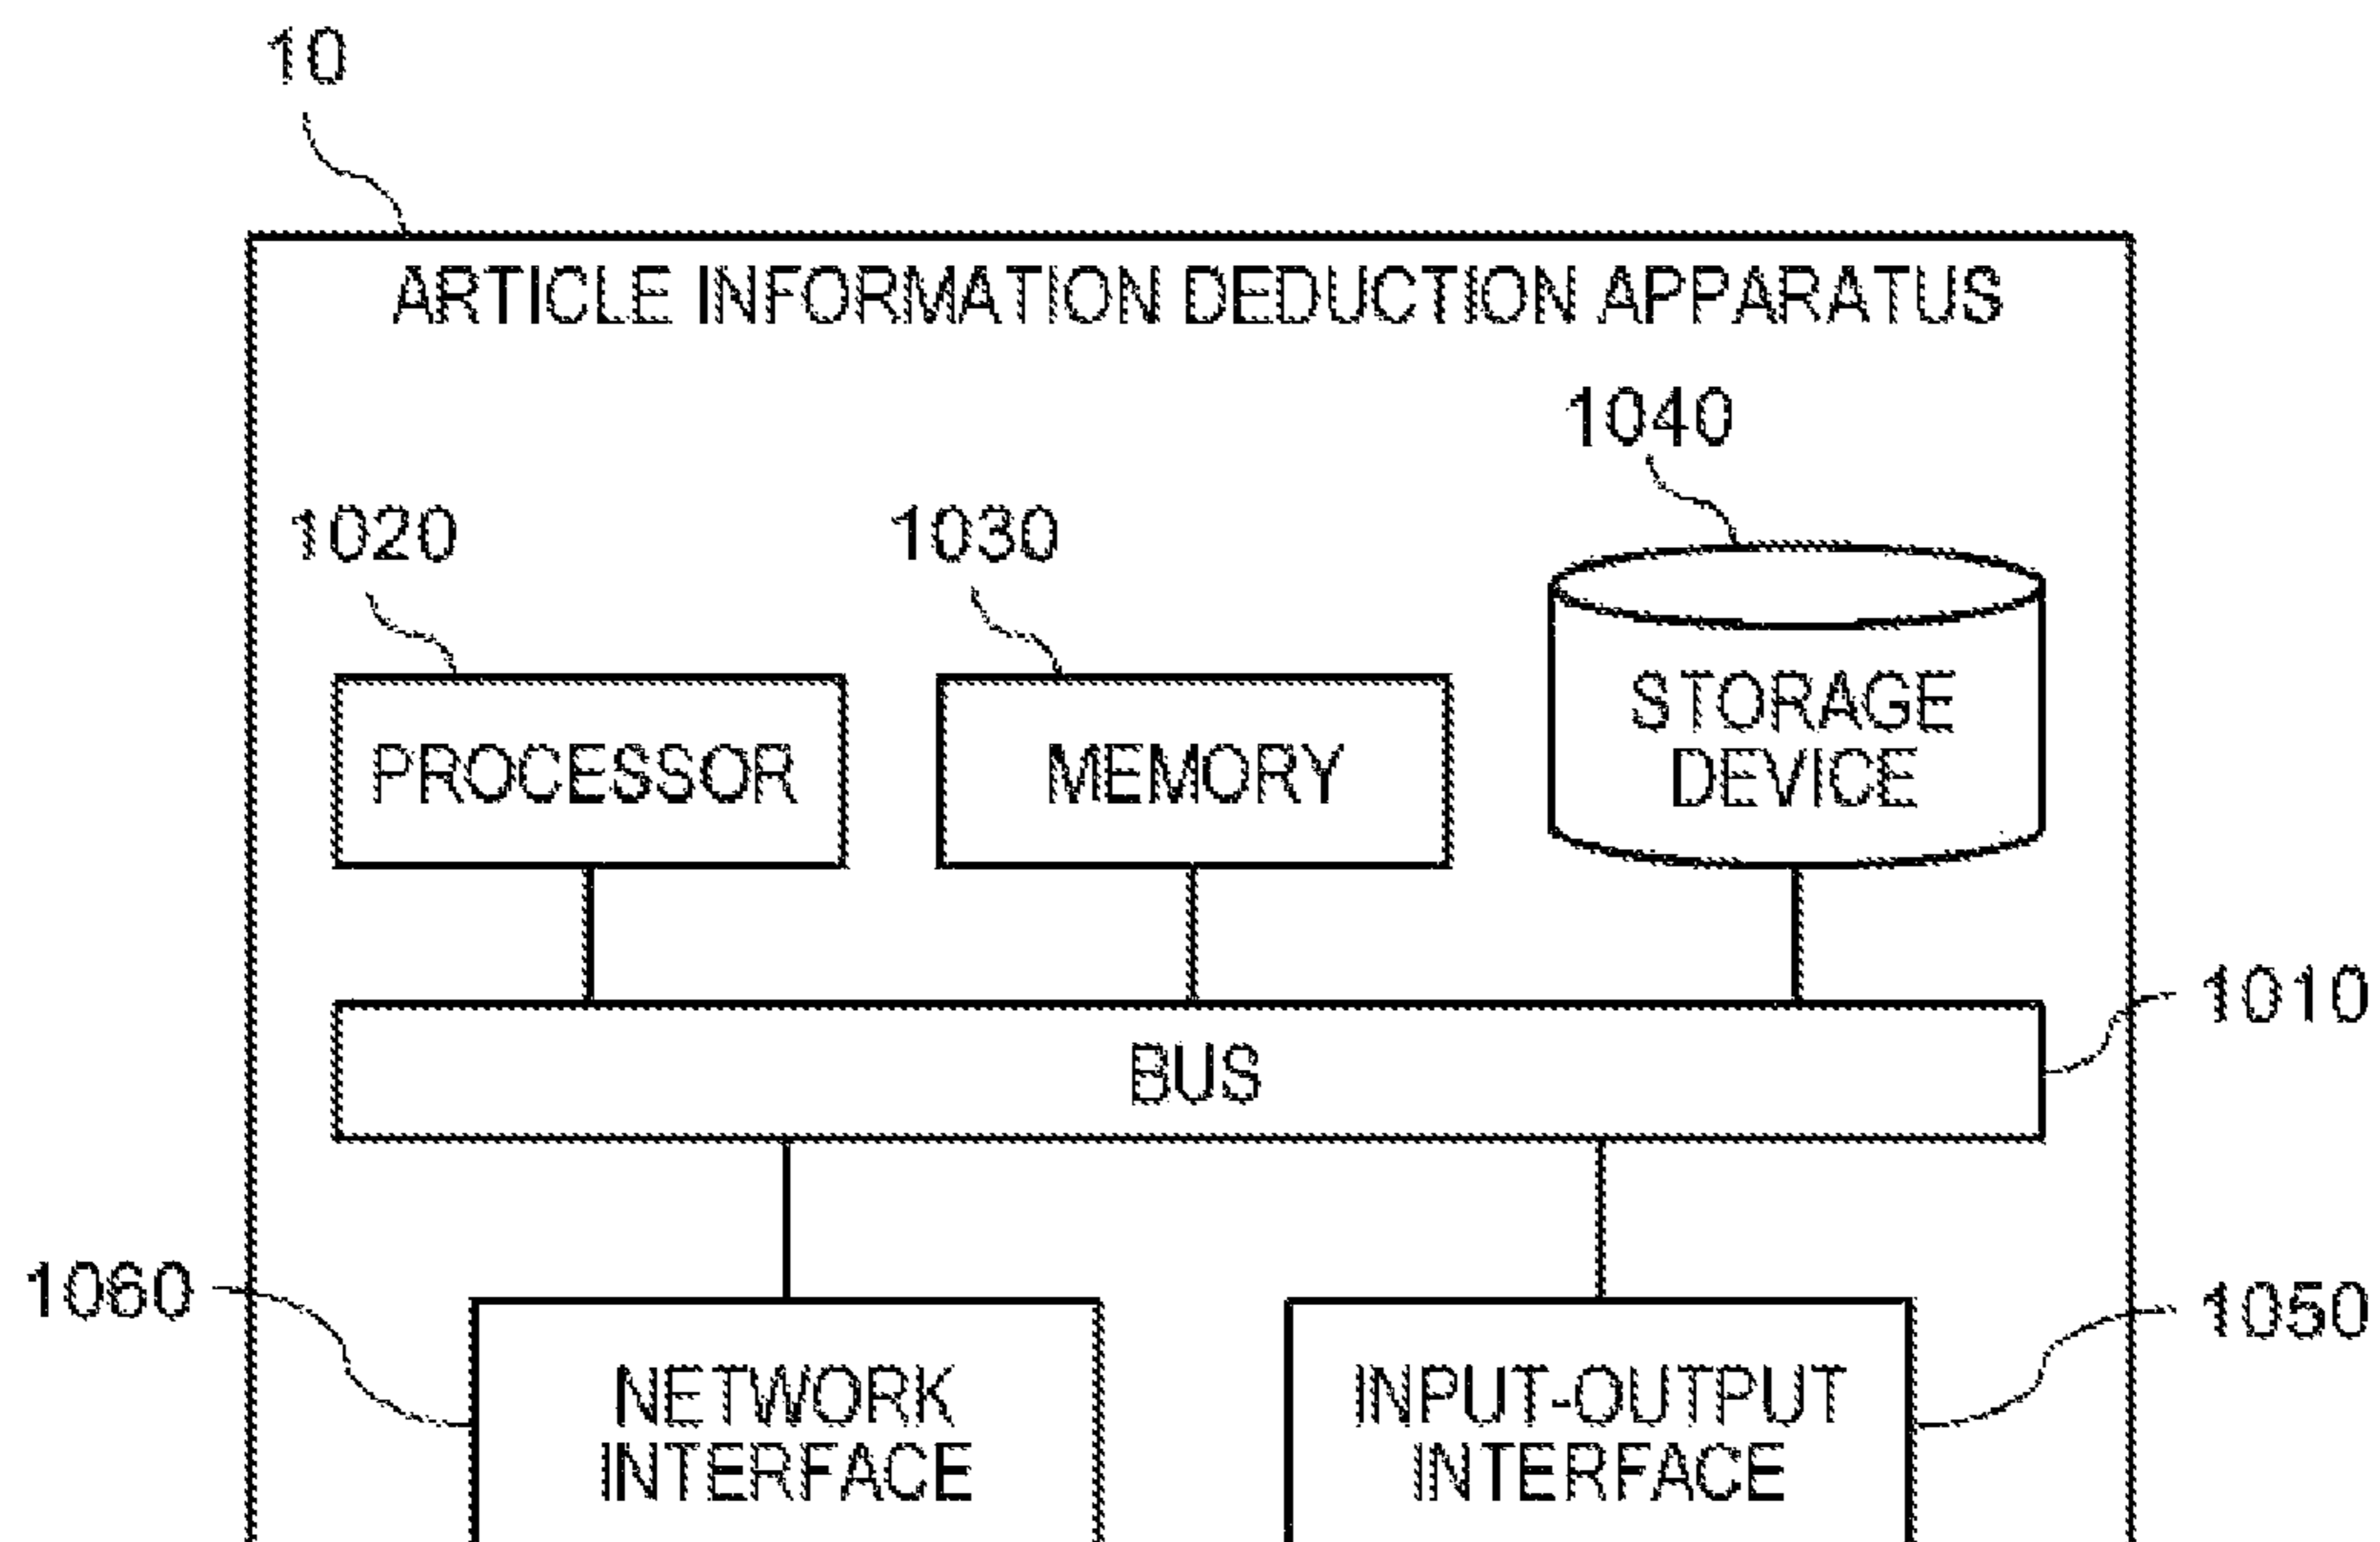 10
ARTICLE INFORMATION DEDUCTION APPARATUS
1040
1020
1030
PROCESSOR
MEMORY
STORAGE
DEVICE
1010
BUS
1060
1050
NETWORK
INTERFACE
INPUT-OUTPUT
INTERFACE